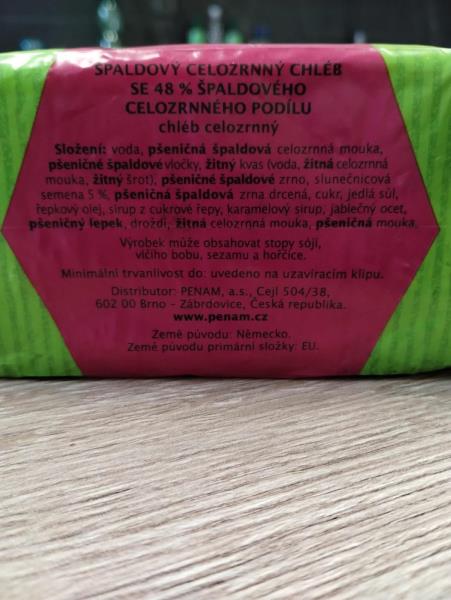 ŠPALDOVÝ CELOZRNNÝ CHLÉB
SE 48 % ŠPALDOVÉHO
CELOZRNNÉHO PODÍLU
chléb celozrnný
Složení: voda, pšeničná špaldová celozrnná mouka,
pšeničné špaldové vločky, žitný kvas (voda, žitná celozrnná
mouka, žitný šrot), pšeničné špaldové zrno, slunečnicová
semena 5 %, pšeničná špaldová zrna drcená, cukr, jedlá sůl,
řepkový olej, sirup z cukrové řepy, karamelový sirup, jablečný ocet,
pšeničný lepek, droždí, žitná celozrnná mouka, pšeničná mouka,
Výrobek může obsahovat stopy sóji,
vlčího bobu, sezamu a hořčice.
Minimální trvanlivost do: uvedeno na uzavíracím klipu.
Distributor: PENAM, a.s., Cejl 504/38,
602 00 Brno - Zábrdovice, Česká republika.
www.penam.cz
Země původu: Německo.
Země původu primární složky: EU.